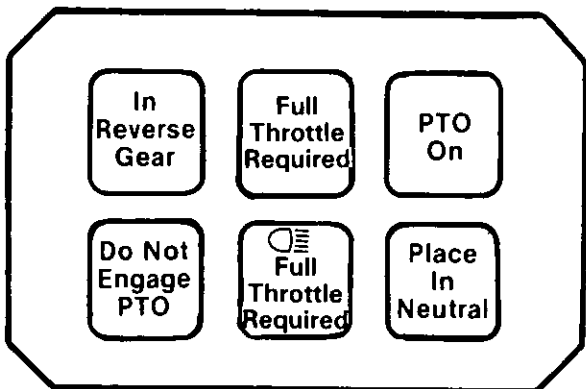 In
Reverse
Gear
Full
Throttle
Required
PTO
On
Do Not
Engage
PTO
Full
Throttle
Required
Place
In
Neutral